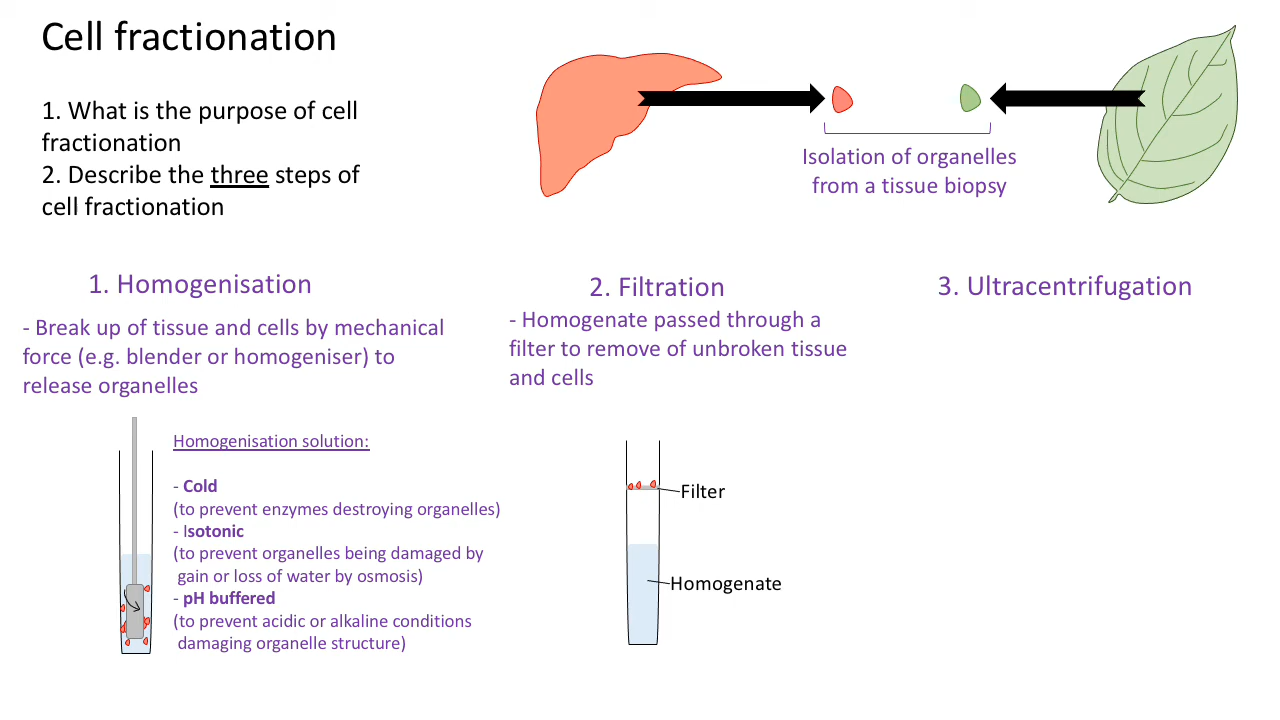 Cell fractionation
1. What is the purpose of cell
fractionation
2. Describe the three steps of
cell fractionation
Isolation of organelles
from a tissue biopsy
1. Homogenisation
- Break up of tissue and cells by mechanical
force (e.g. blender or homogeniser) to
release organelles
Homogenisation solution:
- Cold
(to prevent enzymes destroying organelles)
- Isotonic
(to prevent organelles being damaged by
gain or loss of water by osmosis)
- pH buffered
(to prevent acidic or alkaline conditions
damaging organelle structure)
2. Filtration
- Homogenate passed through a
filter to remove of unbroken tissue
and cells
Filter
Homogenate
3. Ultracentrifugation